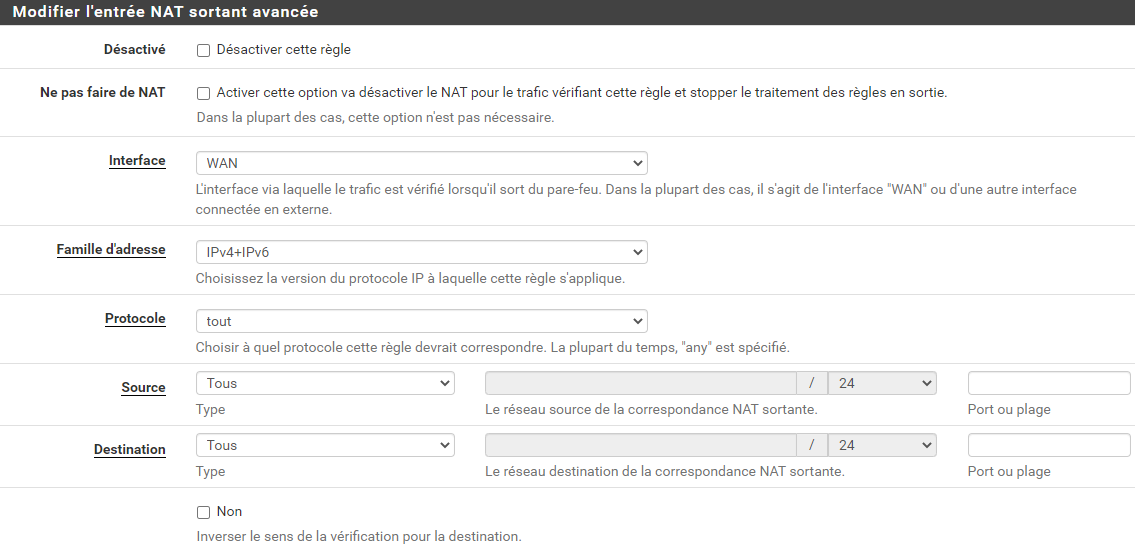 Modifier l'entrée NAT sortant avancée
Désactivé
Désactiver cette règle
Ne pas faire de NAT
Activer cette option va désactiver le NAT pour le trafic vérifiant cette règle et stopper le traitement des règles en sortie.
Dans la plupart des cas, cette option n'est pas nécessaire.
Interface
WAN
L'interface via laquelle le trafic est vérifié lorsqu'il sort du pare-feu. Dans la plupart des cas, il s'agit de l'interface "WAN" ou d'une autre interface
connectée en externe.
Famille d'adresse
IPv4+IPv6
Choisissez la version du protocole IP à laquelle cette règle s'applique.
Protocole
tout
Choisir à quel protocole cette règle devrait correspondre. La plupart du temps, "any" est spécifié.
Source
Tous / 24
Type Le réseau source de la correspondance NAT sortante. Port ou plage
Destination
Tous / 24
Type Le réseau destination de la correspondance NAT sortante. Port ou plage
Non
Inverser le sens de la vérification pour la destination.